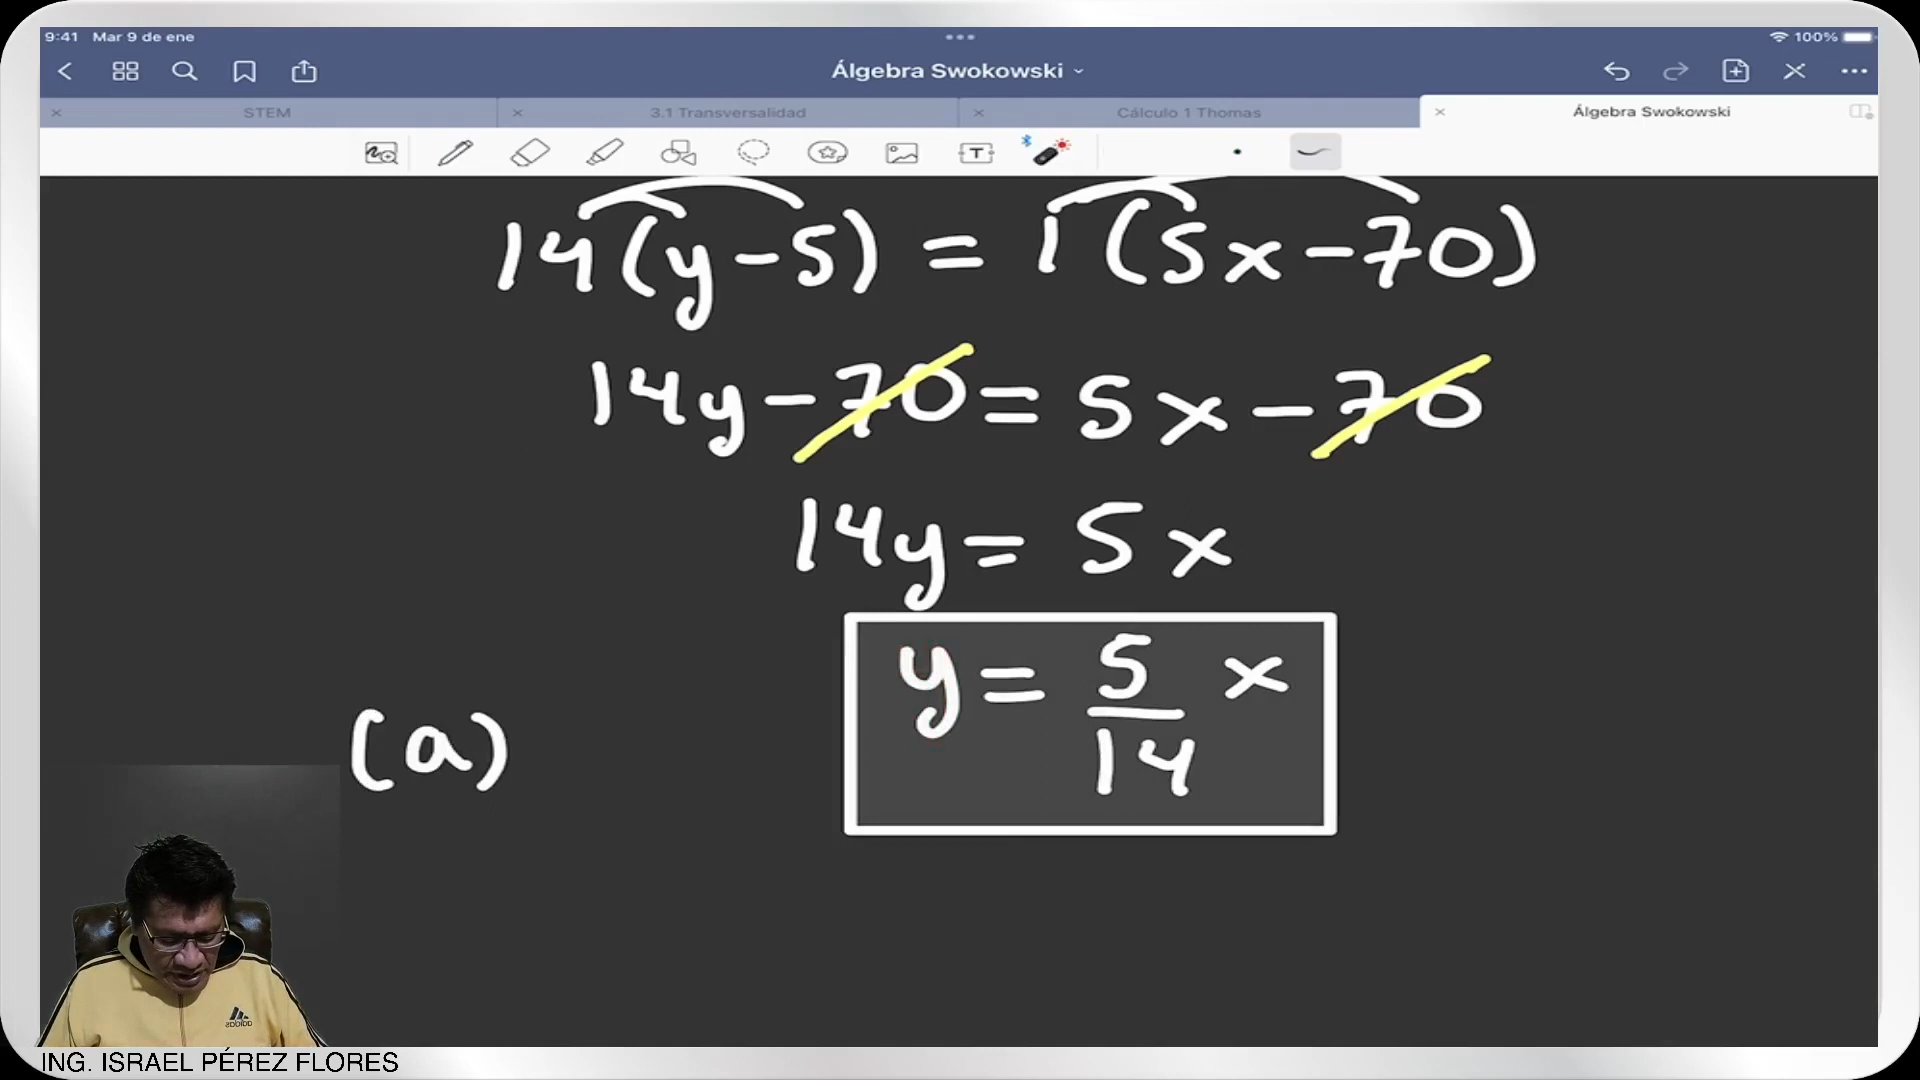 9:41 Mar 9 de ene
100%
Álgebra Swokowski
STEM
3.1 Transversalidad
Cálculo 1 Thomas
Álgebra Swokowski
T
14(y-5) = 1(5x-70)
14y-70=5x-70
14y=5x
y=5/14 x
(a)
adidas
ING. ISRAEL PÉREZ FLORES